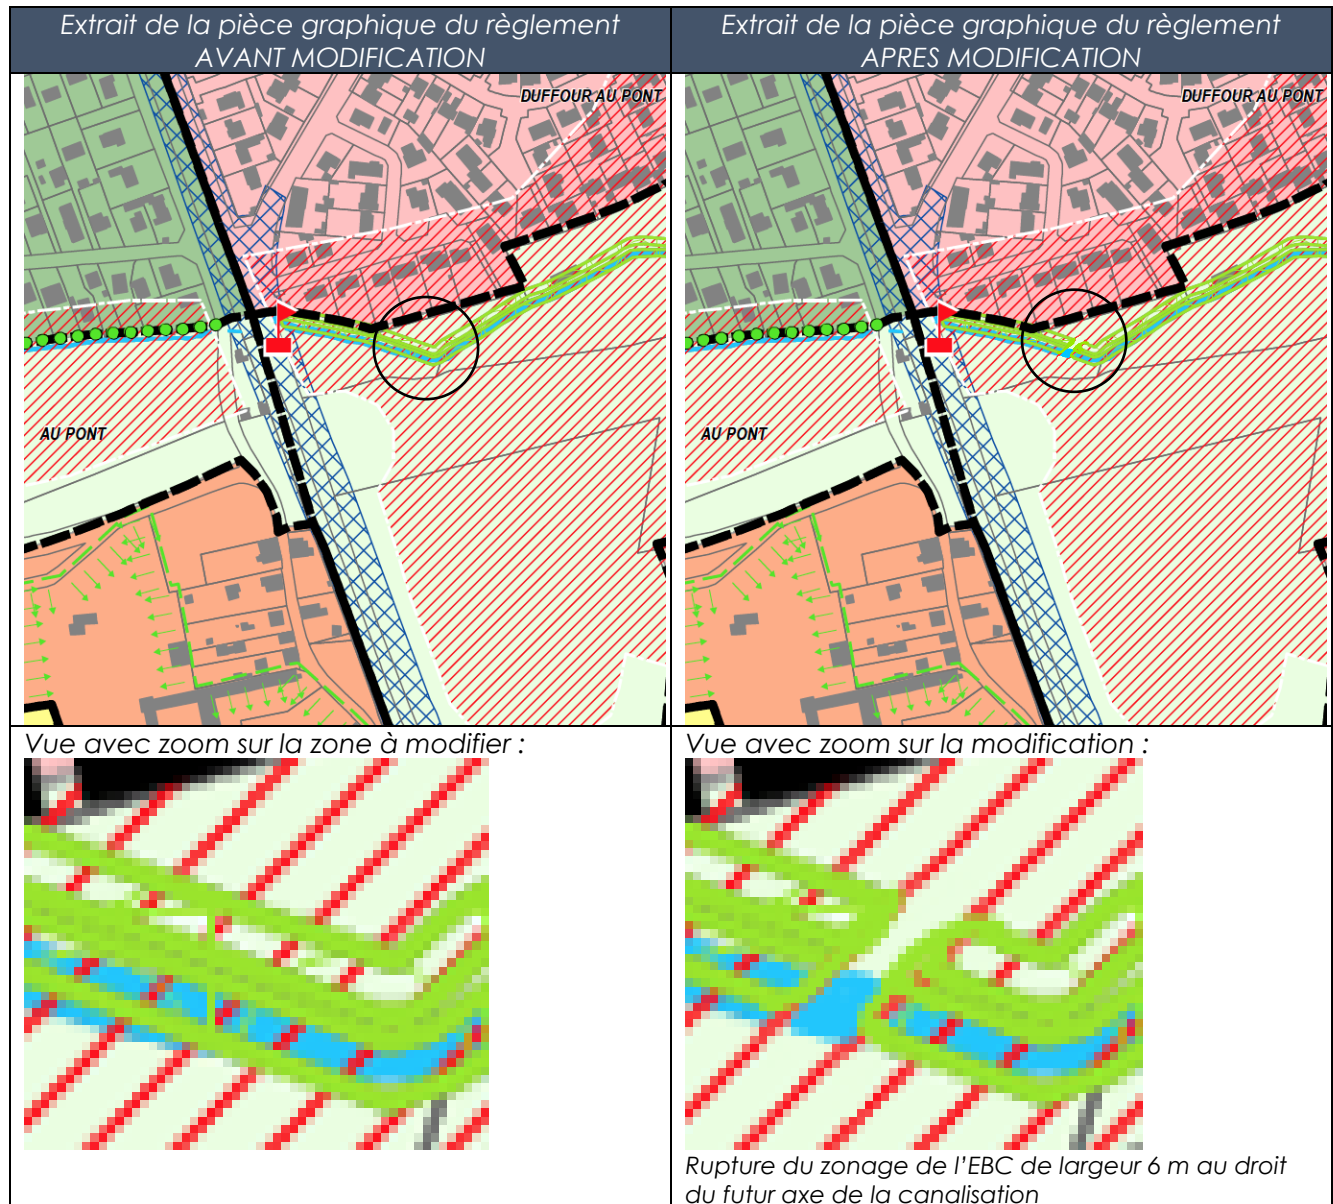 Extrait de la pièce graphique du règlement
AVANT MODIFICATION
Extrait de la pièce graphique du règlement
APRES MODIFICATION
DUFFOUR AU PONT
AU PONT
DUFFOUR AU PONT
AU PONT
Vue avec zoom sur la zone à modifier :
Vue avec zoom sur la modification :
Rupture du zonage de l’EBC de largeur 6 m au droit
du futur axe de la canalisation